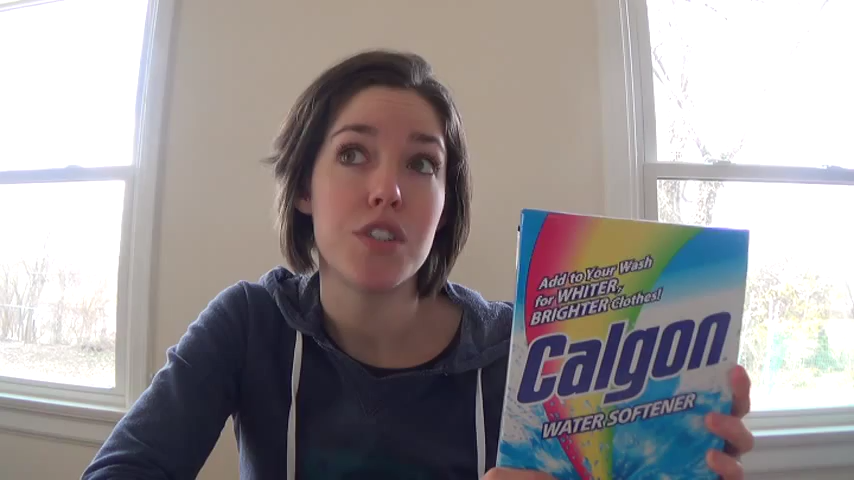 Add to Your Wash
for WHITER,
BRIGHTER Clothes!
Calgon
WATER SOFTENER